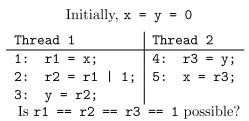 Initially, x = y = 0
Thread 1 Thread 2
1: r1 = x; 4: r3 = y;
2: r2 = r1 | 1; 5: x = r3;
3: y = r2;
Is r1 == r2 == r3 == 1 possible?